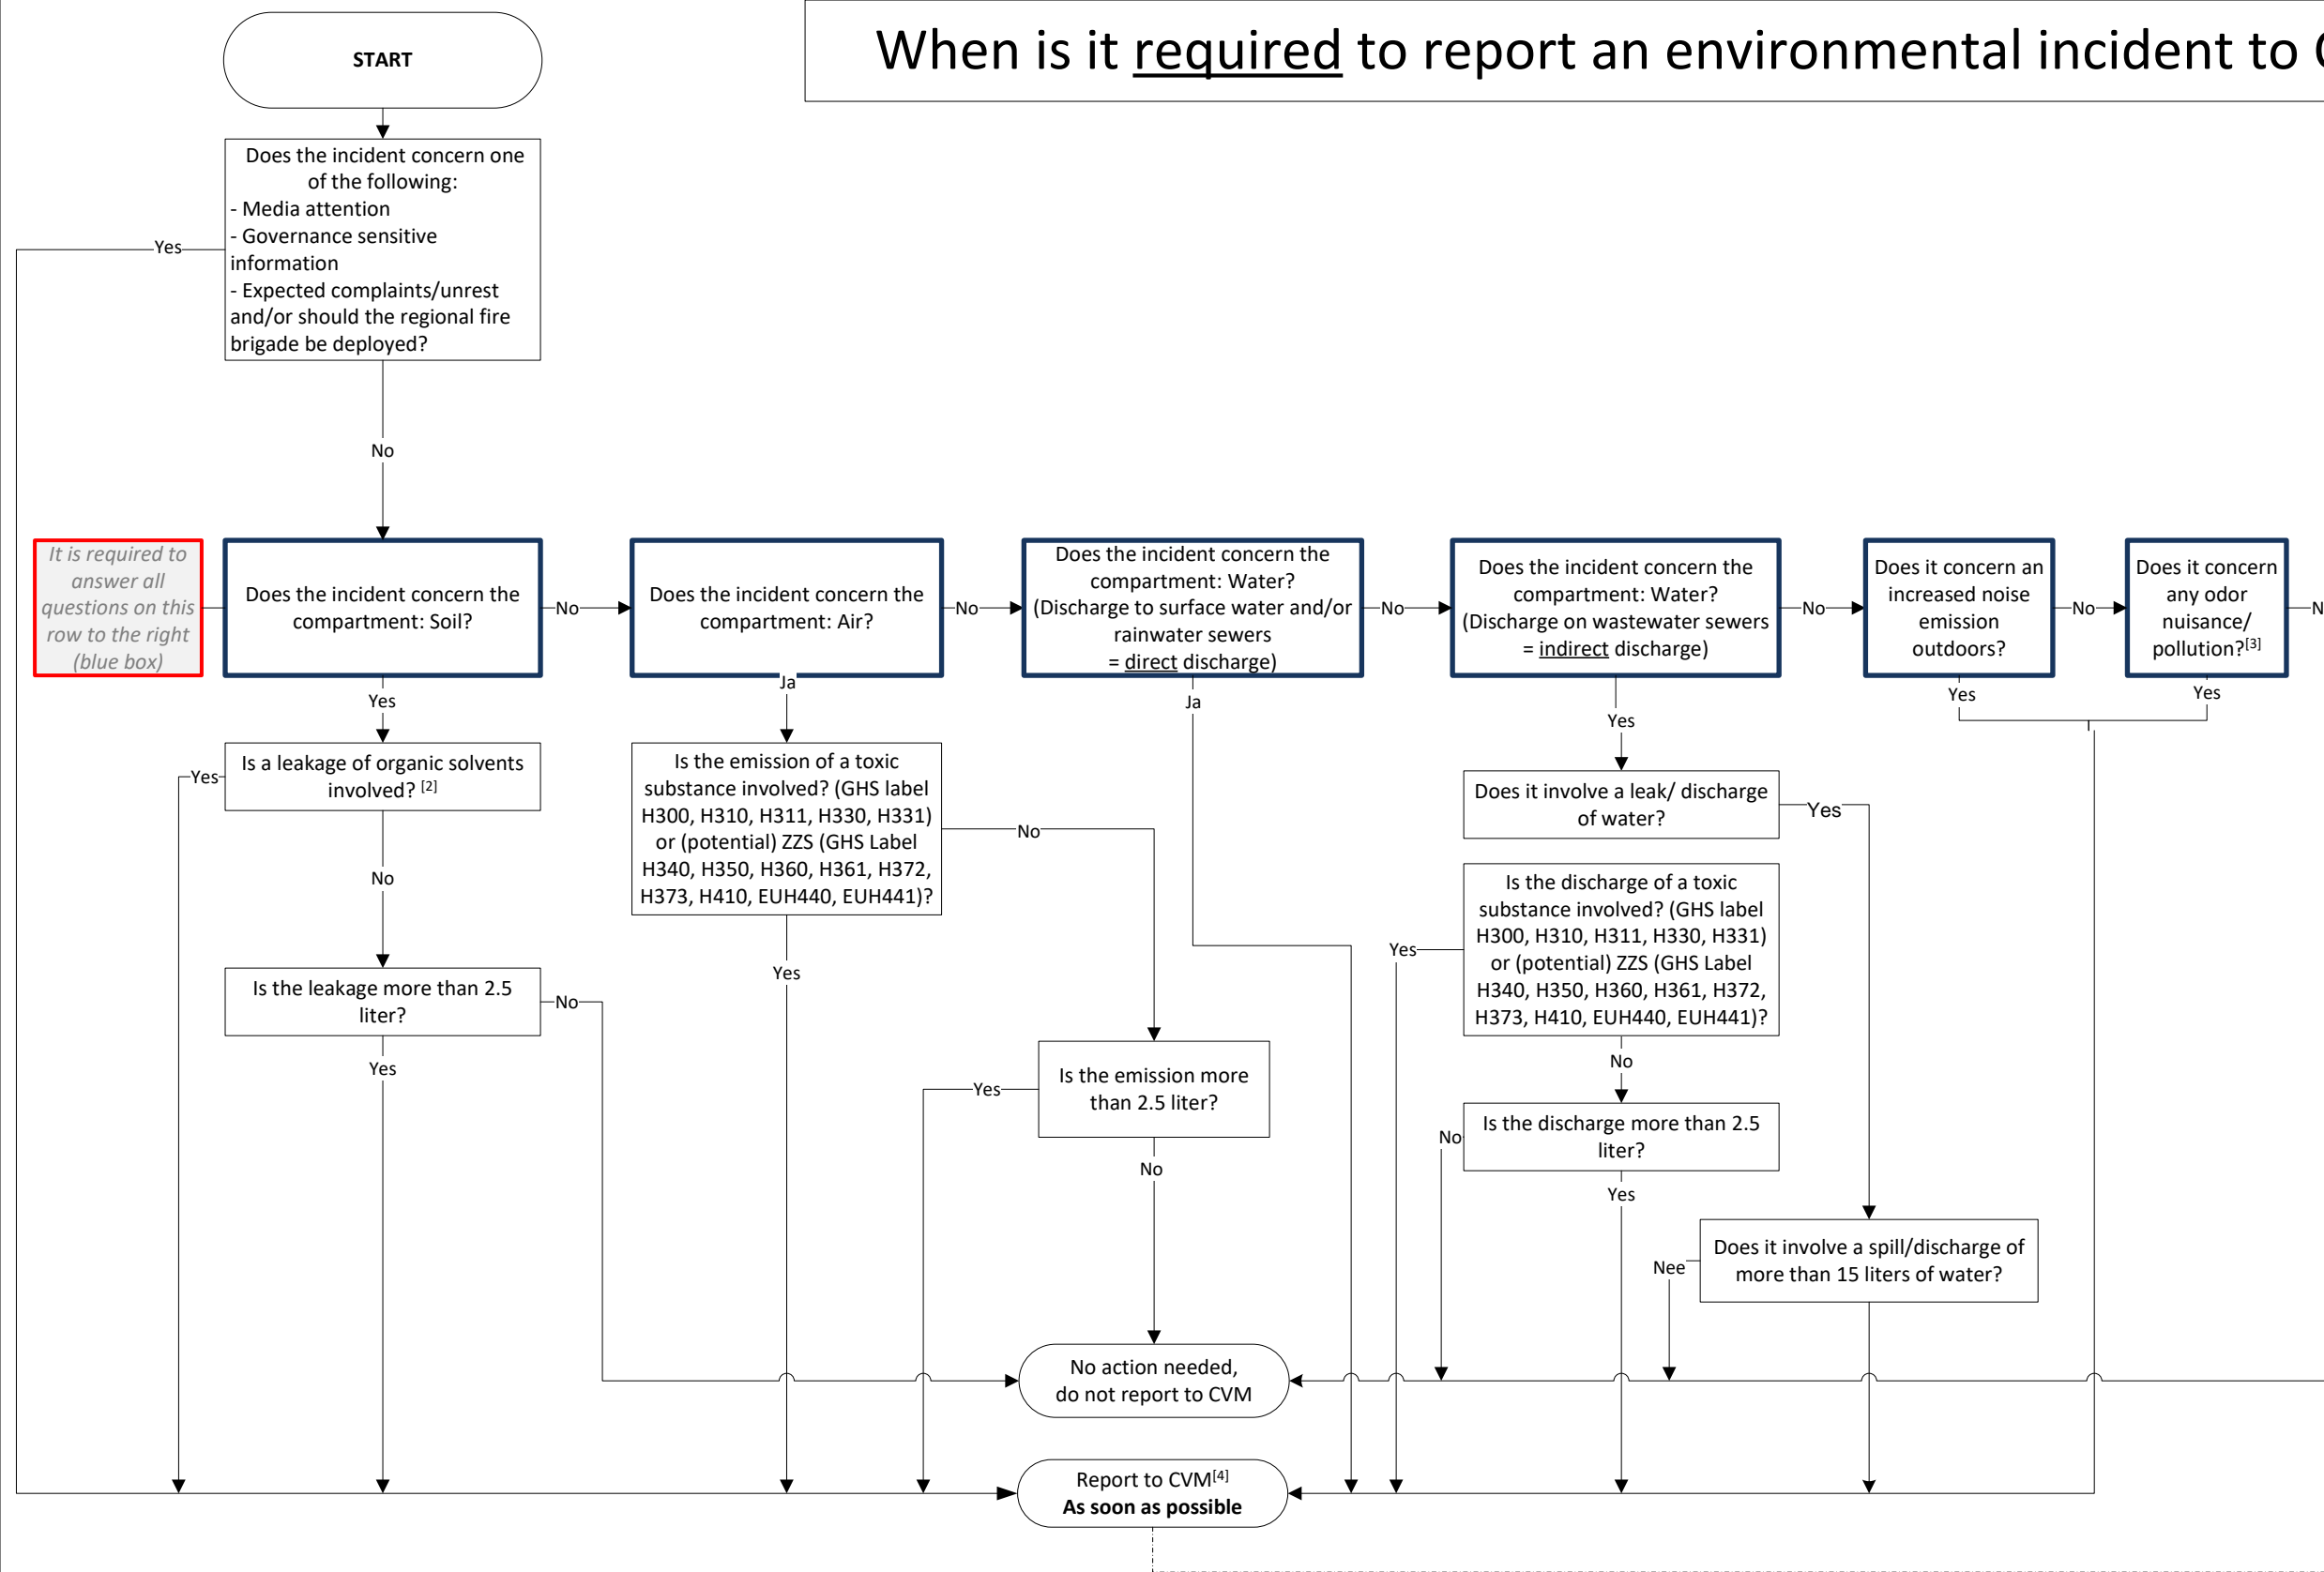 START
When is it required to report an environmental incident to
Does the incident concern one
of the following:
- Media attention
- Governance sensitive
information
- Expected complaints/unrest
and/or should the regional fire
brigade be deployed?
Yes
No
It is required to
answer all
questions on this
row to the right
(blue box)
Does the incident concern the
compartment: Soil?
No
Does the incident concern the
compartment: Air?
No
Does the incident concern the
compartment: Water?
(Discharge to surface water and/or
rainwater sewers
= direct discharge)
No
Does the incident concern the
compartment: Water?
(Discharge on wastewater sewers
= indirect discharge)
No
Does it concern an
increased noise
emission
outdoors?
No
Does it concern
any odor
nuisance/
pollution?[3]
N
Yes
Ja
Ja
Yes
Yes
Yes
Is a leakage of organic solvents
involved? [2]
Yes
No
Is the leakage more than 2.5
liter?
No
Yes
Is the emission of a toxic
substance involved? (GHS label
H300, H310, H311, H330, H331)
or (potential) ZZS (GHS Label
H340, H350, H360, H361, H372,
H373, H410, EUH440, EUH441)?
No
Yes
Is the emission more
than 2.5 liter?
Yes
No
Does it involve a leak/ discharge
of water?
Yes
Is the discharge of a toxic
substance involved? (GHS label
H300, H310, H311, H330, H331)
or (potential) ZZS (GHS Label
H340, H350, H360, H361, H372,
H373, H410, EUH440, EUH441)?
Yes
No
Is the discharge more than 2.5
liter?
No
Yes
Does it involve a spill/discharge of
more than 15 liters of water?
Nee
No action needed,
do not report to CVM
Report to CVM[4]
As soon as possible